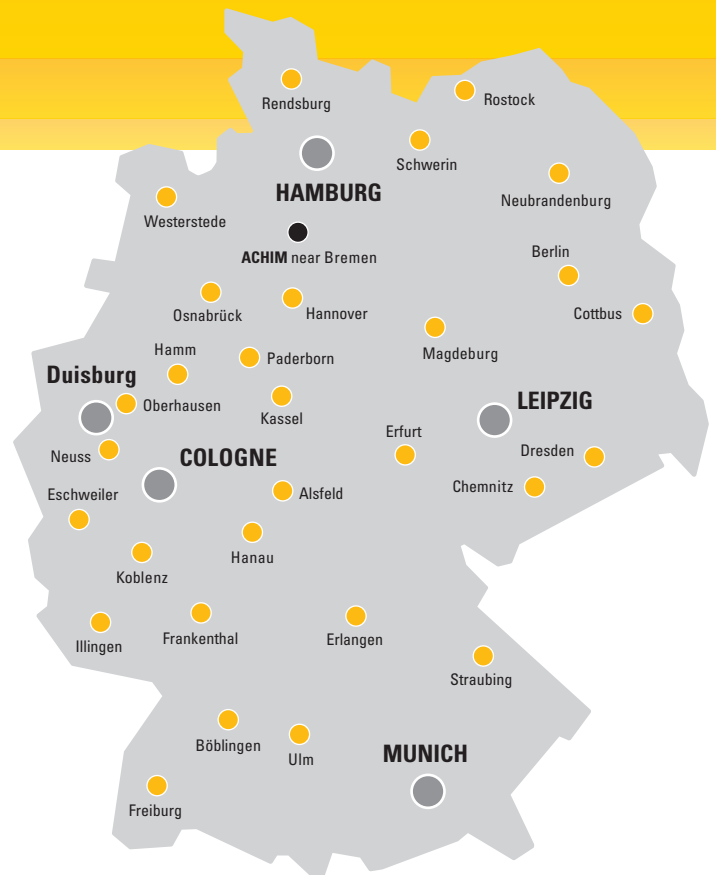 Rendsburg
Rostock
Schwerin
HAMBURG
Neubrandenburg
Westerstede
ACHIM near Bremen
Berlin
Osnabrück
Hannover
Cottbus
Hamm
Paderborn
Magdeburg
Duisburg
Oberhausen
Kassel
LEIPZIG
Erfurt
Neuss
COLOGNE
Dresden
Eschweiler
Alsfeld
Chemnitz
Hanau
Koblenz
Illingen
Frankenthal
Erlangen
Straubing
Böblingen
Ulm
MUNICH
Freiburg